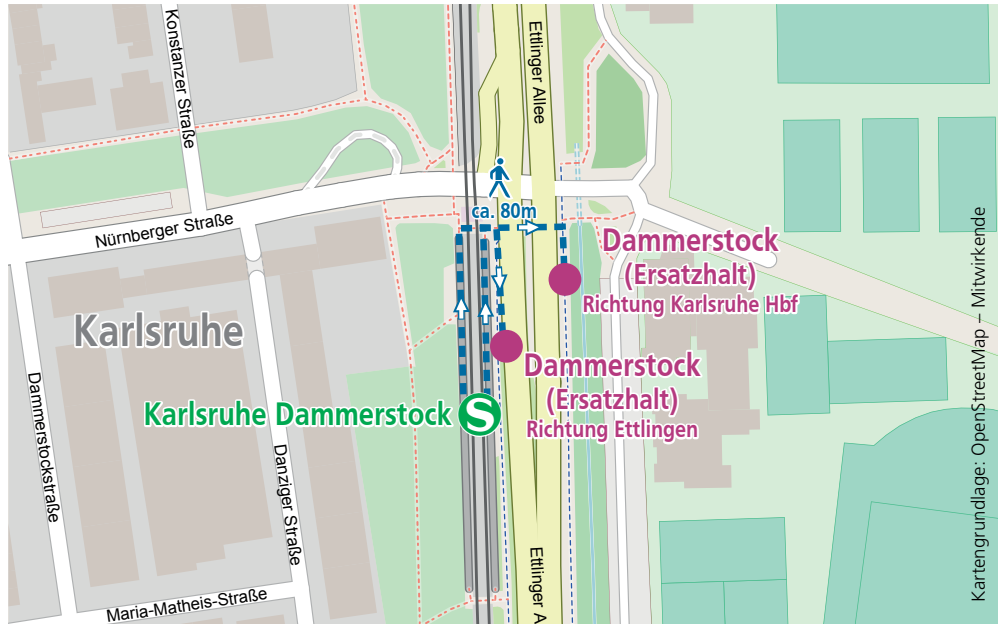 Konstanzer Straße
Ettlinger Allee
ca. 80m
Nürnberger Straße
Dammerstock
(Ersatzhalt)
Richtung Karlsruhe Hbf
Karlsruhe
Dammerstock
(Ersatzhalt)
Richtung Ettlingen
Karlsruhe Dammerstock
S
Dammerstockstraße
Danziger Straße
Maria-Matheis-Straße
Ettlinger A
Kartengrundlage: OpenStreetMap – Mitwirkende